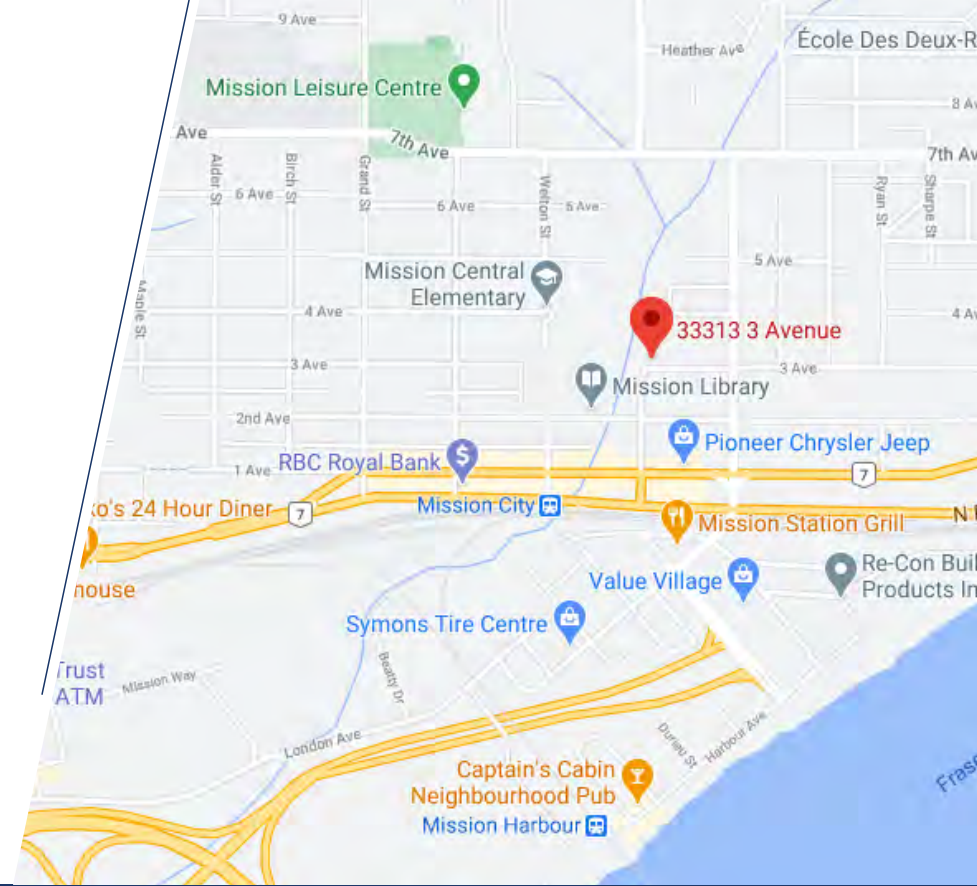 9 Ave
Heather Ave
École Des Deux-R
Mission Leisure Centre
8 A
Ave
7th Ave
7th Av
Alder St
Birch St
Grand St
Welton St
Ryan St
Sharpe St
6 Ave
6 Ave
6 Ave
5 Ave
Mission Central
Elementary
Maple St
4 Ave
4 A
33313 3 Avenue
3 Ave
3 Ave
Mission Library
2nd Ave
Pioneer Chrysler Jeep
1 Ave
RBC Royal Bank
7
Mission City
ko's 24 Hour Diner
7
Mission Station Grill
N
house
Value Village
Re-Con Buil
Products In
Symons Tire Centre
Trust
ATM
Mission Way
Beatty Dr
London Ave
Durieu St
Harbour Ave
Fras
Captain's Cabin
Neighbourhood Pub
Mission Harbour